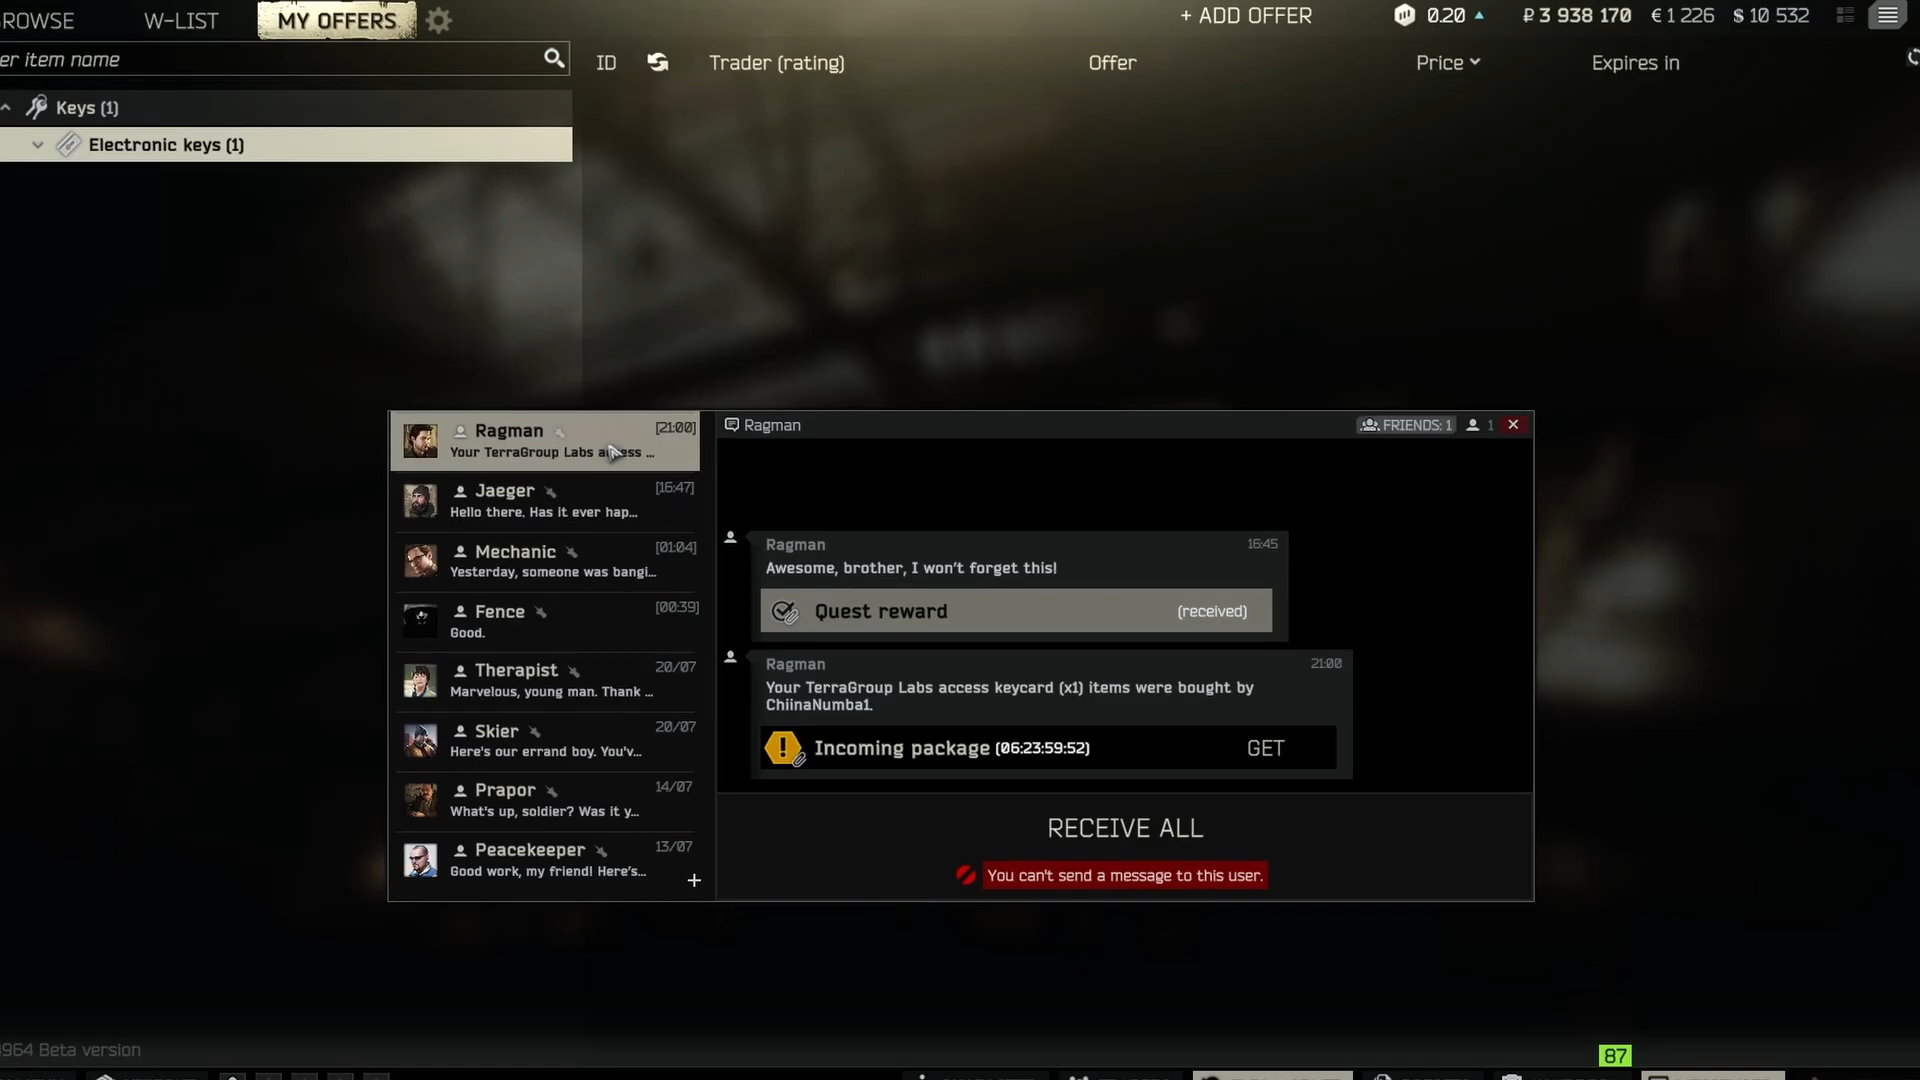 ROWSE
W-LIST
MY OFFERS
+ ADD OFFER
0.20
₽ 3 938 170
€ 1 226
$ 10 532
er item name
ID
Trader (rating)
Offer
Price
Expires in
Keys (1)
Electronic keys (1)
Ragman [21:00]
Your TerraGroup Labs access ...
Jaeger [16:47]
Hello there. Has it ever hap...
Mechanic [01:04]
Yesterday, someone was bangi...
Fence [00:39]
Good.
Therapist 20/07
Marvelous, young man. Thank ...
Skier 20/07
Here's our errand boy. You'v...
Prapor 14/07
What's up, soldier? Was it y...
Peacekeeper 13/07
Good work, my friend! Here's...
+
Ragman
FRIENDS: 1
1
Ragman 16:45
Awesome, brother, I won't forget this!
Quest reward (received)
Ragman 21:00
Your TerraGroup Labs access keycard (x1) items were bought by
ChiinaNumba1.
Incoming package (06:23:59:52) GET
RECEIVE ALL
You can't send a message to this user.
4964 Beta version
87